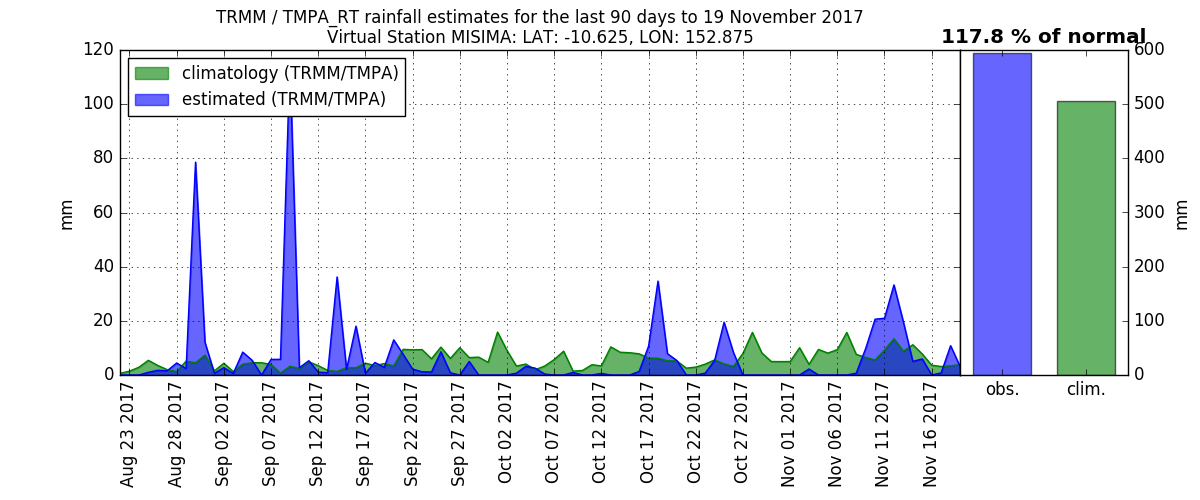 TRMM / TMPA_RT rainfall estimates for the last 90 days to 19 November 2017
Virtual Station MISIMA: LAT: -10.625, LON: 152.875
117.8 % of normal
climatology (TRMM/TMPA)
estimated (TRMM/TMPA)
120
100
80
60
40
20
0
mm
600
500
400
300
200
100
0
mm
obs.
clim.
Aug 23 2017
Aug 28 2017
Sep 02 2017
Sep 07 2017
Sep 12 2017
Sep 17 2017
Sep 22 2017
Sep 27 2017
Oct 02 2017
Oct 07 2017
Oct 12 2017
Oct 17 2017
Oct 22 2017
Oct 27 2017
Nov 01 2017
Nov 06 2017
Nov 11 2017
Nov 16 2017